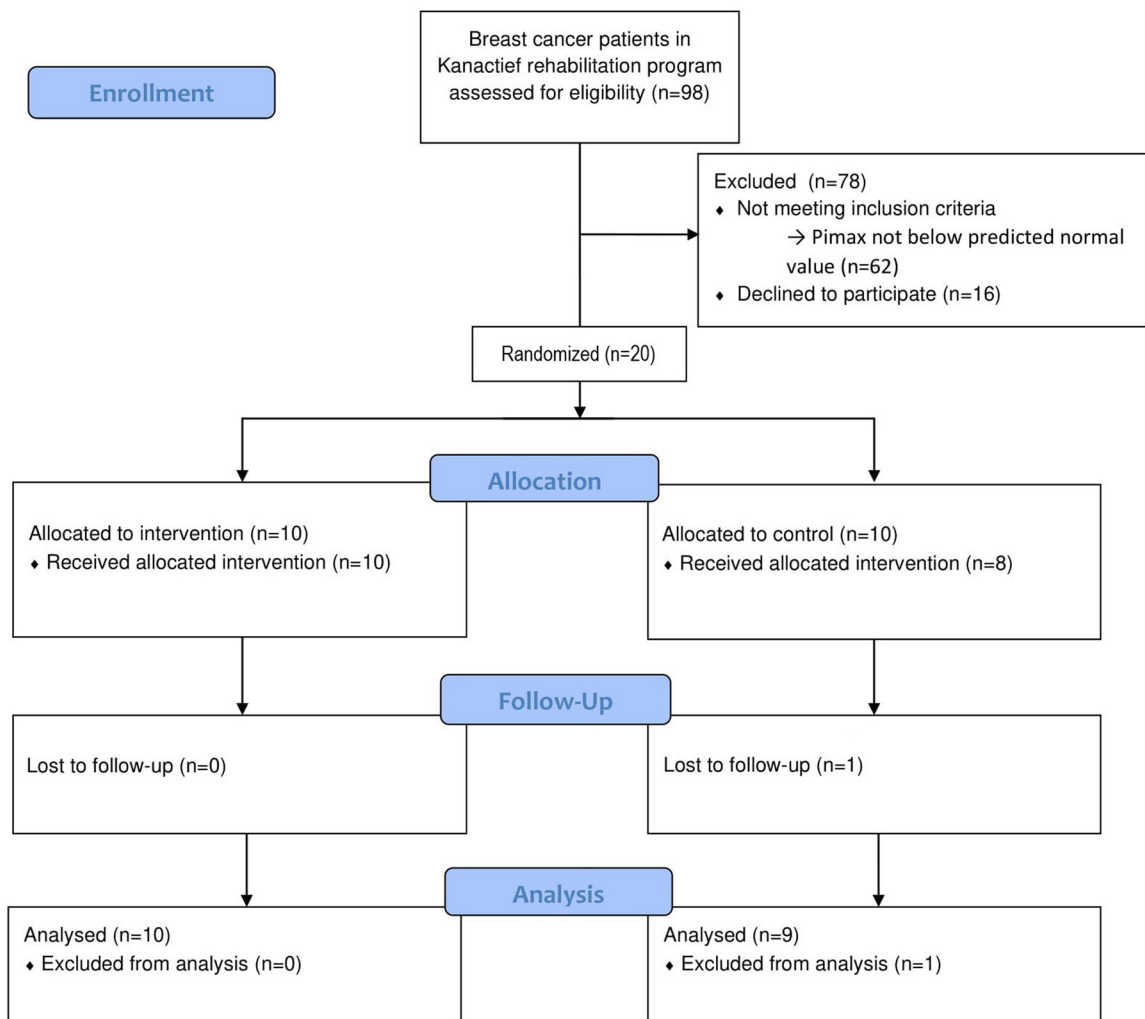 Enrollment
Breast cancer patients in
Kanactief rehabilitation program
assessed for eligibility (n=98)
Excluded (n=78)
♦ Not meeting inclusion criteria
→ Pimax not below predicted normal
value (n=62)
♦ Declined to participate (n=16)
Randomized (n=20)
Allocation
Allocated to intervention (n=10)
♦ Received allocated intervention (n=10)
Allocated to control (n=10)
♦ Received allocated intervention (n=8)
Follow-Up
Lost to follow-up (n=0)
Lost to follow-up (n=1)
Analysis
Analysed (n=10)
♦ Excluded from analysis (n=0)
Analysed (n=9)
♦ Excluded from analysis (n=1)